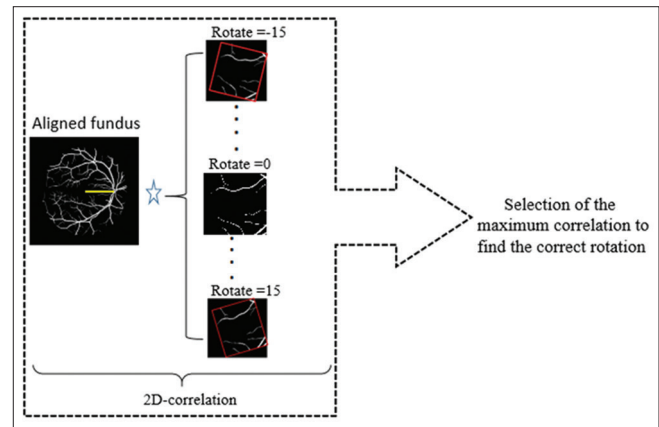 Rotate =-15
Aligned fundus
Rotate =0
Rotate =15
2D-correlation
Selection of the
maximum correlation to
find the correct rotation